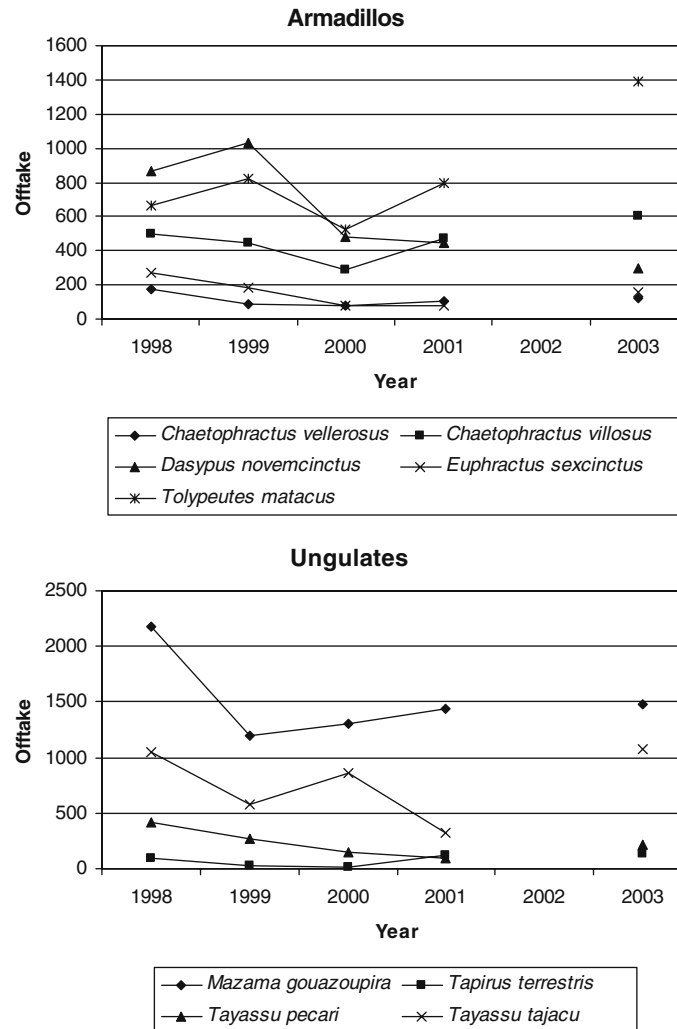 Armadillos
1600
1400
1200
1000
800
600
400
200
0
Offtake
1998 1999 2000 2001 2002 2003
Year
Chaetophractus vellerosus Chaetophractus villosus
Dasypus novemcinctus Euphractus sexcinctus
Tolypeutes matacus
Ungulates
2500
2000
1500
1000
500
0
Offtake
1998 1999 2000 2001 2002 2003
Year
Mazama gouazoupira Tapirus terrestris
Tayassu pecari Tayassu tajacu